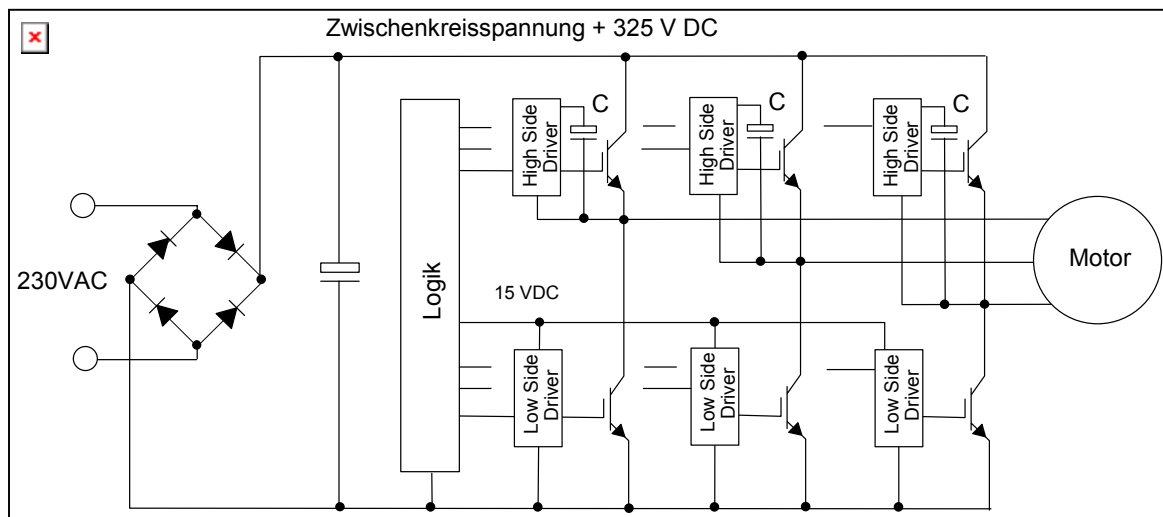 Zwischenkreisspannung + 325 V DC
C
C
C
High Side
Driver
High Side
Driver
High Side
Driver
230VAC
Logik
Motor
15 VDC
Low Side
Driver
Low Side
Driver
Low Side
Driver